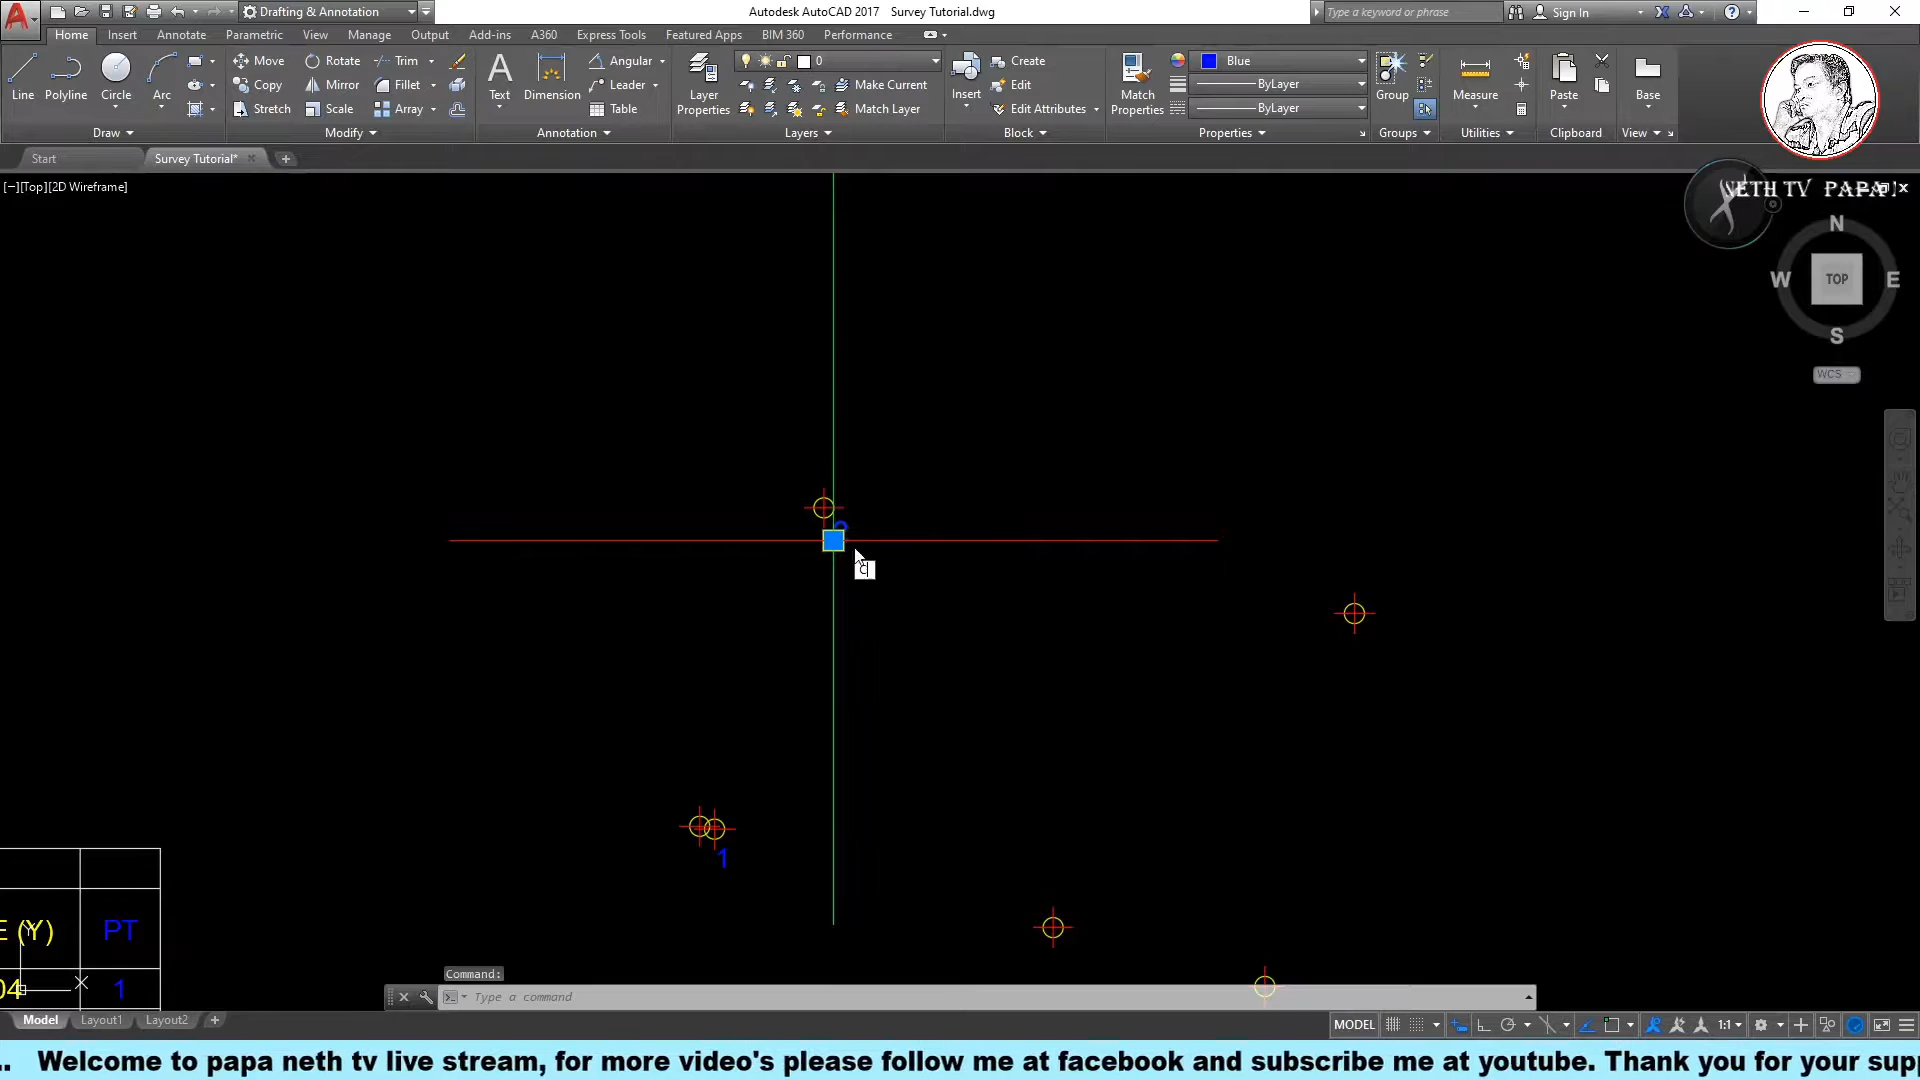 Drafting & Annotation
Autodesk AutoCAD 2017 Survey Tutorial.dwg
Type a keyword or phrase
Sign In
Home Insert Annotate Parametric View Manage Output Add-ins A360 Express Tools Featured Apps BIM 360 Performance
Line Polyline Circle Arc
Move Rotate Trim
Copy Mirror Fillet
Stretch Scale Array
Text Dimension
Angular
Leader
Table
Layer Properties
0
Make Current
Match Layer
Insert
Create
Edit
Edit Attributes
Match Properties
Blue
ByLayer
ByLayer
Group
Measure
Paste
Base
Draw Modify Annotation Layers Block Properties Groups Utilities Clipboard View
Start Survey Tutorial*
[−][Top][2D Wireframe]
NETH TV PAPA
N
W TOP E
S
WCS
1
E (Y) PT
04 1
Command:
Type a command
Model Layout1 Layout2
MODEL 1:1
.. Welcome to papa neth tv live stream, for more video's please follow me at facebook and subscribe me at youtube. Thank you for your supp